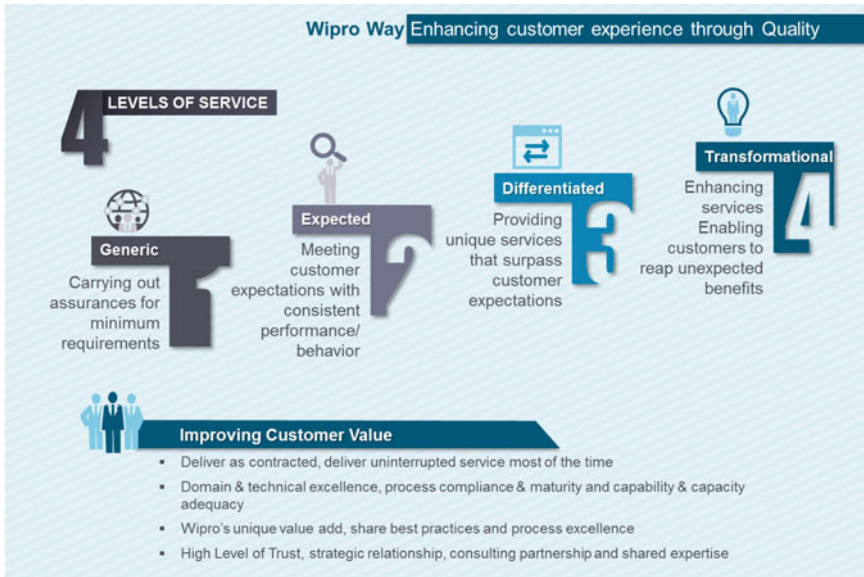 Wipro Way Enhancing customer experience through Quality
4 LEVELS OF SERVICE
Generic
1
Carrying out
assurances for
minimum
requirements
Expected
2
Meeting
customer
expectations with
consistent
performance/
behavior
Differentiated
3
Providing
unique services
that surpass
customer
expectations
Transformational
4
Enhancing
services
Enabling
customers to
reap unexpected
benefits
Improving Customer Value
▪ Deliver as contracted, deliver uninterrupted service most of the time
▪ Domain & technical excellence, process compliance & maturity and capability & capacity
adequacy
▪ Wipro's unique value add, share best practices and process excellence
▪ High Level of Trust, strategic relationship, consulting partnership and shared expertise